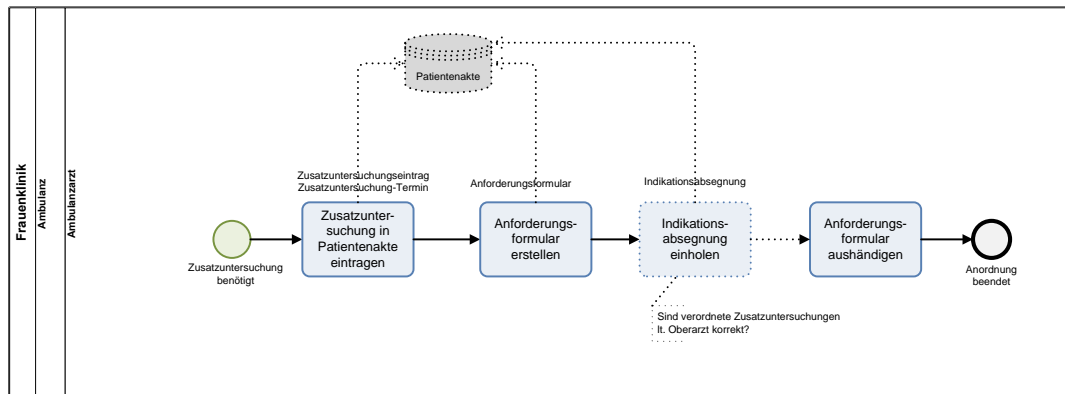 Frauenklinik
Ambulanz
Ambulanzarzt
Patientenakte
Zusatzuntersuchungseintrag
Zusatzuntersuchung-Termin
Anforderungsformular
Indikationsabsegnung
Zusatzuntersuchung
benötigt
Zusatzunter-
suchung in
Patientenakte
eintragen
Anforderungs-
formular
erstellen
Indikations-
absegnung
einholen
Anforderungs-
formular
aushändigen
Anordnung
beendet
Sind verordnete Zusatzuntersuchungen
lt. Oberarzt korrekt?